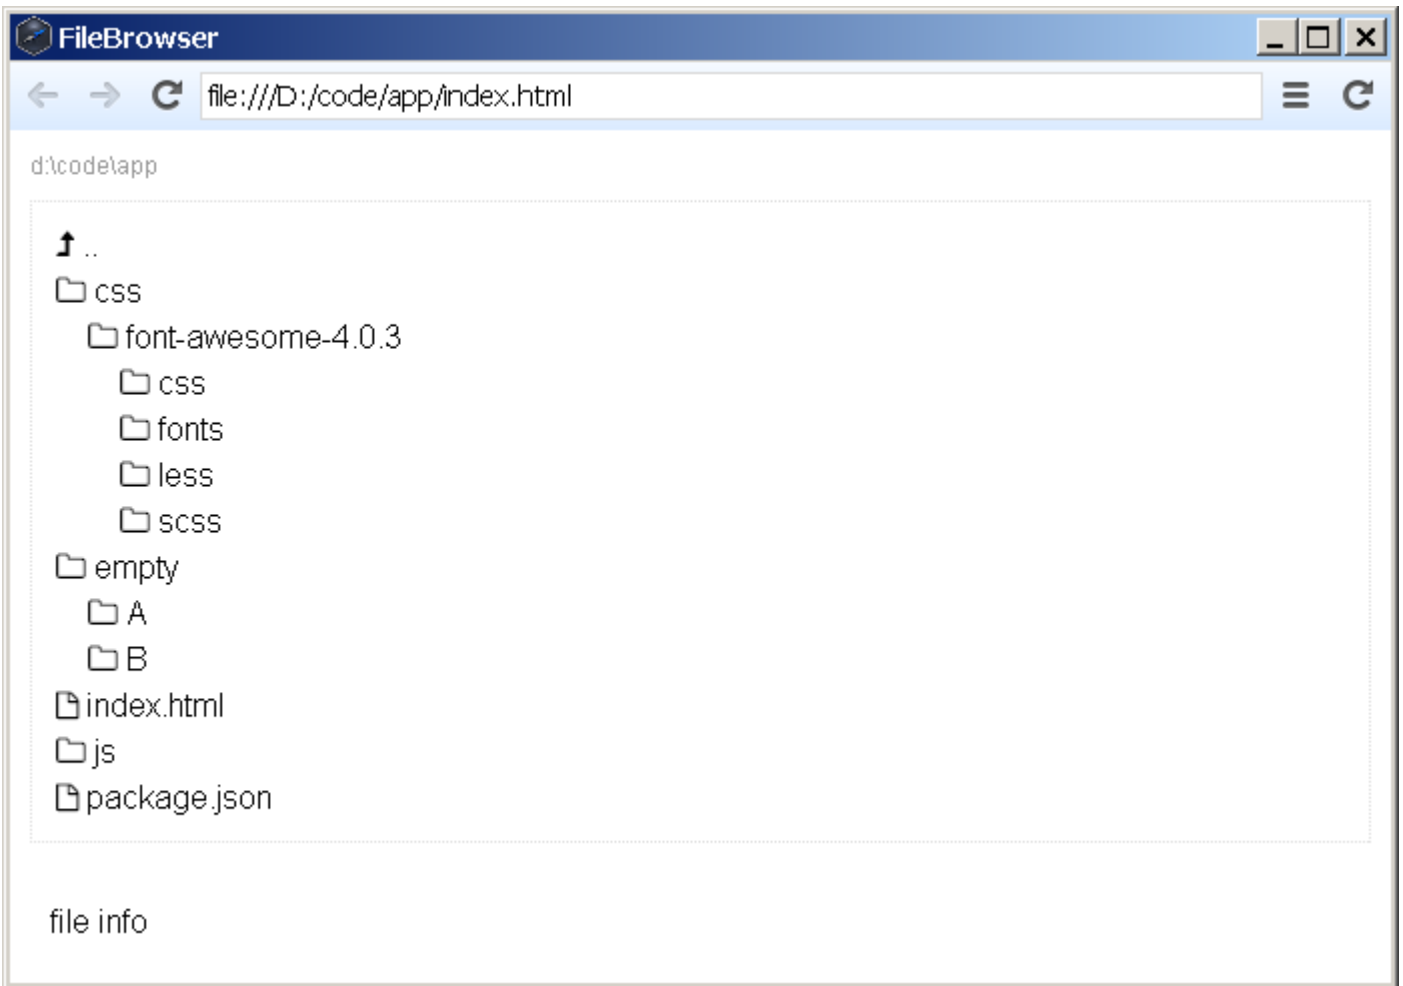 FileBrowser
file:///D:/code/app/index.html
d:\code\app
..
css
font-awesome-4.0.3
css
fonts
less
scss
empty
A
B
index.html
js
package.json
file info